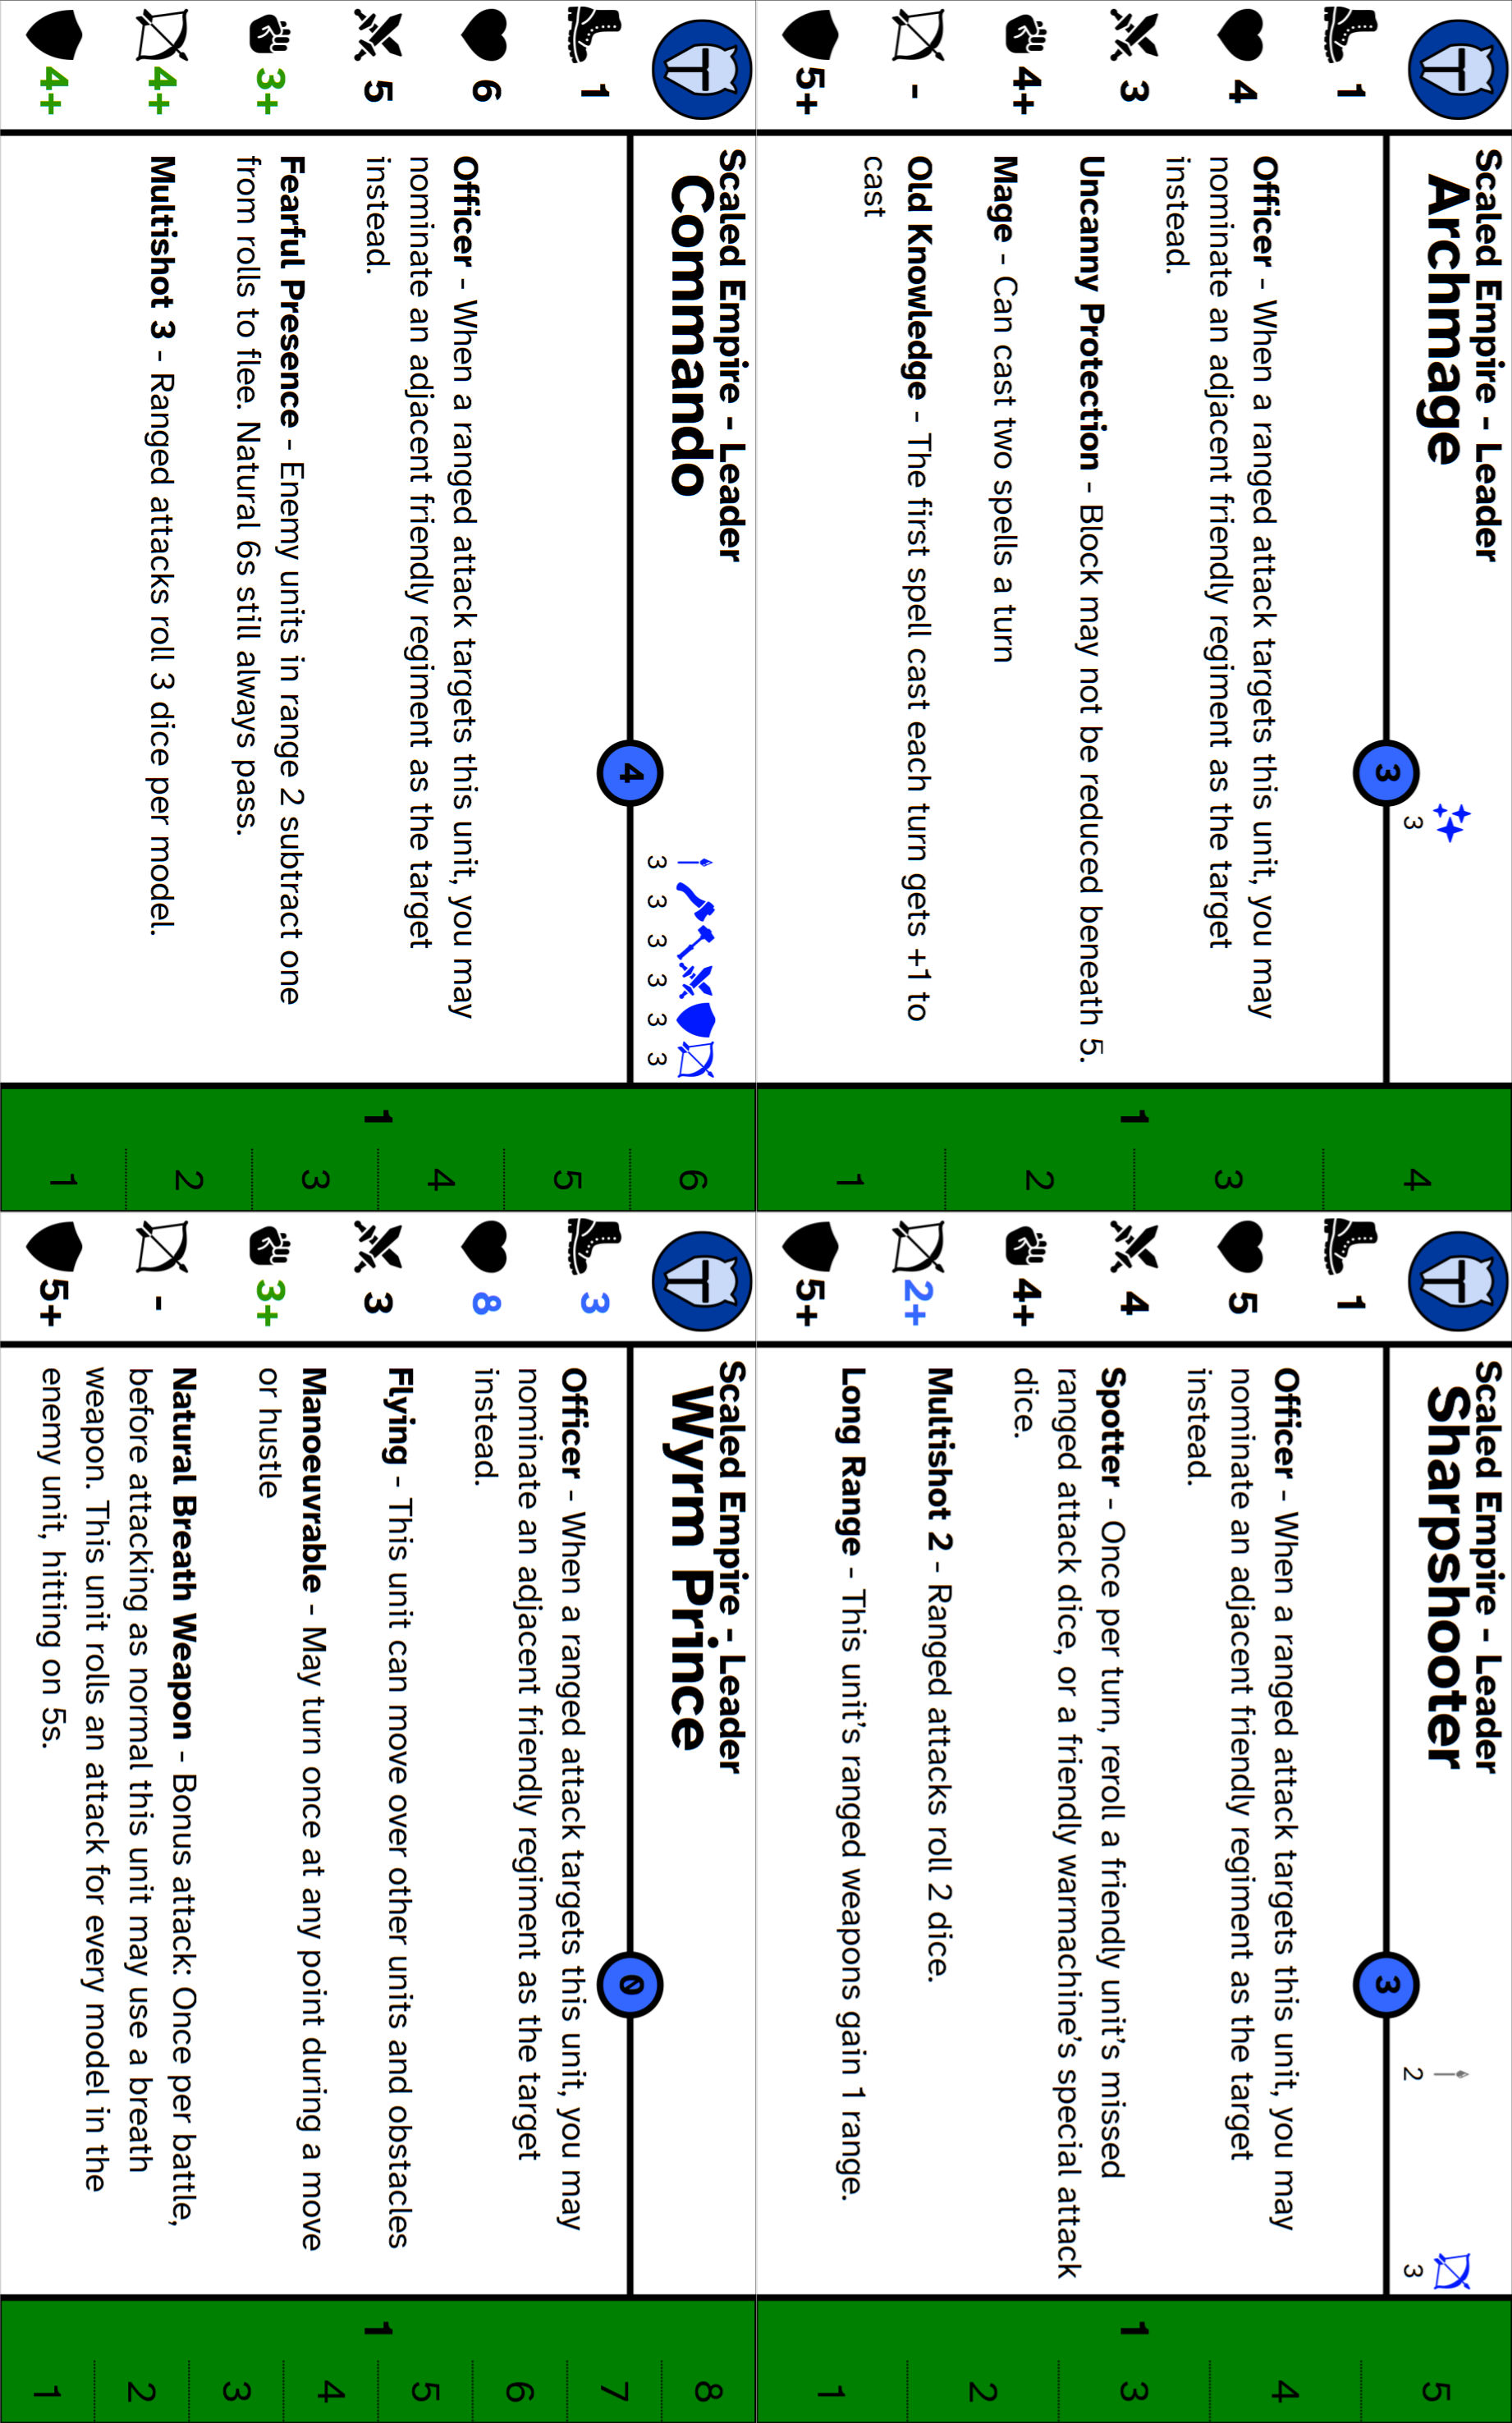 Scaled Empire - Leader
Archmage
3
3
1
4
3
4+
-
5+
Officer - When a ranged attack targets this unit, you may
nominate an adjacent friendly regiment as the target
instead.
Uncanny Protection - Block may not be reduced beneath 5.
Mage - Can cast two spells a turn
Old Knowledge - The first spell cast each turn gets +1 to
cast
1
4
3
2
1
Scaled Empire - Leader
Sharpshooter
3
2
3
1
5
4
4+
2+
5+
Officer - When a ranged attack targets this unit, you may
nominate an adjacent friendly regiment as the target
instead.
Spotter - Once per turn, reroll a friendly unit's missed
ranged attack dice, or a friendly warmachine's special attack
dice.
Multishot 2 - Ranged attacks roll 2 dice.
Long Range - This unit's ranged weapons gain 1 range.
1
5
4
3
2
1
Scaled Empire - Leader
Commando
4
3 3 3 3 3 3
1
6
5
3+
4+
4+
Officer - When a ranged attack targets this unit, you may
nominate an adjacent friendly regiment as the target
instead.
Fearful Presence - Enemy units in range 2 subtract one
from rolls to flee. Natural 6s still always pass.
Multishot 3 - Ranged attacks roll 3 dice per model.
1
6
5
4
3
2
1
Scaled Empire - Leader
Wyrm Prince
0
3
8
3
3+
-
5+
Officer - When a ranged attack targets this unit, you may
nominate an adjacent friendly regiment as the target
instead.
Flying - This unit can move over other units and obstacles
Manoeuvrable - May turn once at any point during a move
or hustle
Natural Breath Weapon - Bonus attack: Once per battle,
before attacking as normal this unit may use a breath
weapon. This unit rolls an attack for every model in the
enemy unit, hitting on 5s.
1
8
7
6
5
4
3
2
1